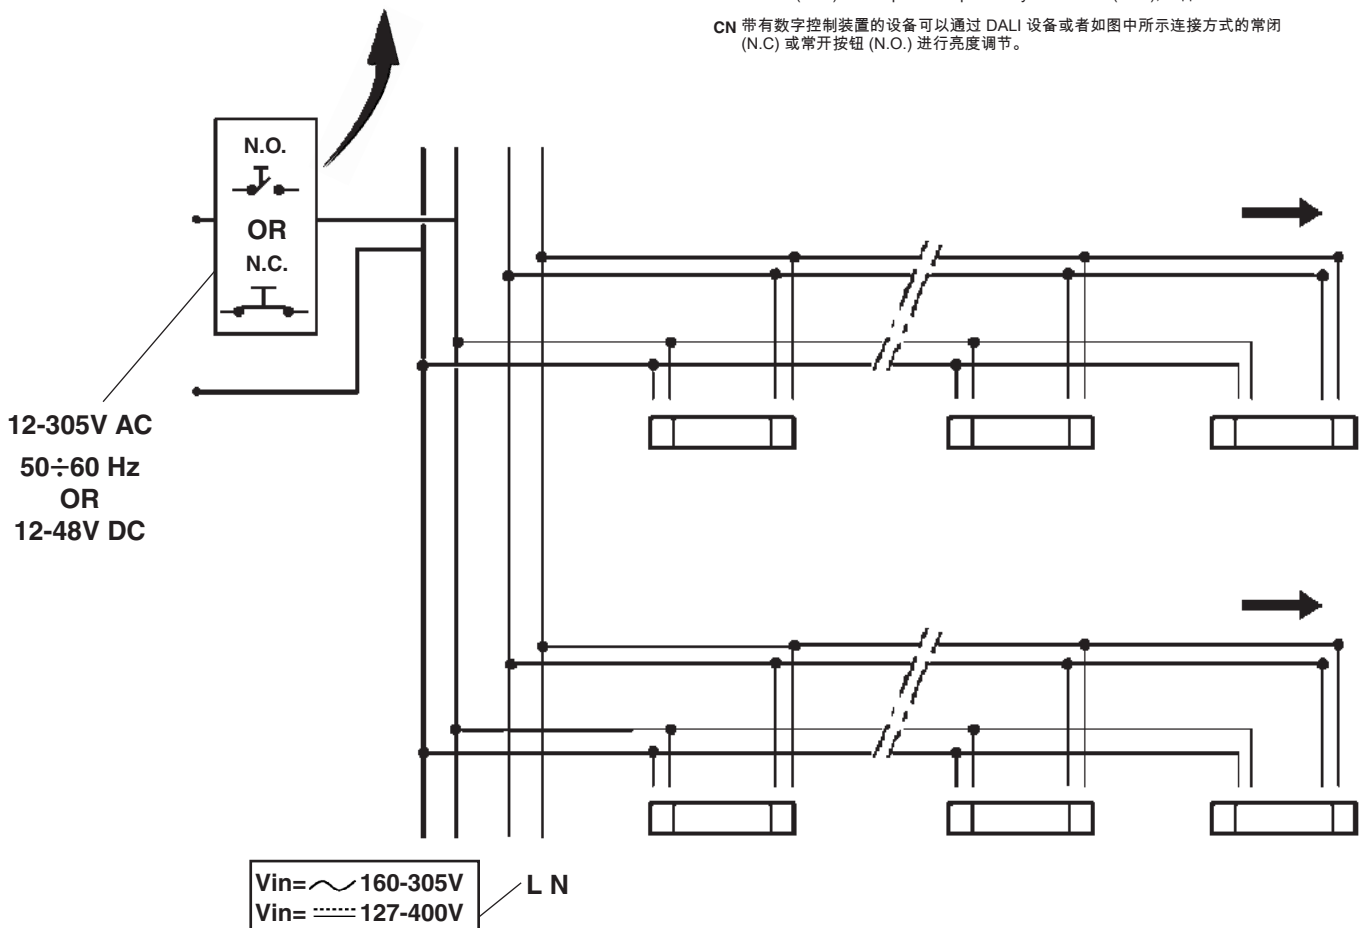 CN 带有数字控制装置的设备可以通过 DALI 设备或者如图中所示连接方式的常闭
(N.C) 或常开按钮 (N.O.) 进行亮度调节。
N.O.
OR
N.C.
12-305V AC
50÷60 Hz
OR
12-48V DC
Vin= 160-305V
Vin= 127-400V
L N